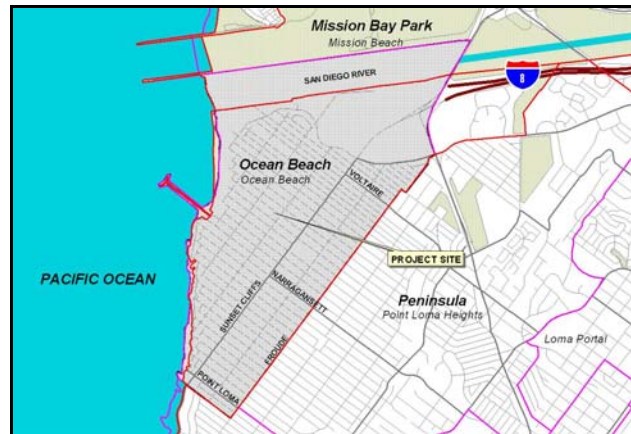 Mission Bay Park
Mission Beach
SAN DIEGO RIVER
8
Ocean Beach
Ocean Beach
VOLTAIRE
PROJECT SITE
PACIFIC OCEAN
SUNSET CLIFFS
NARRAGANSETT
Peninsula
Point Loma Heights
FROUDE
Loma Portal
POINT LOMA